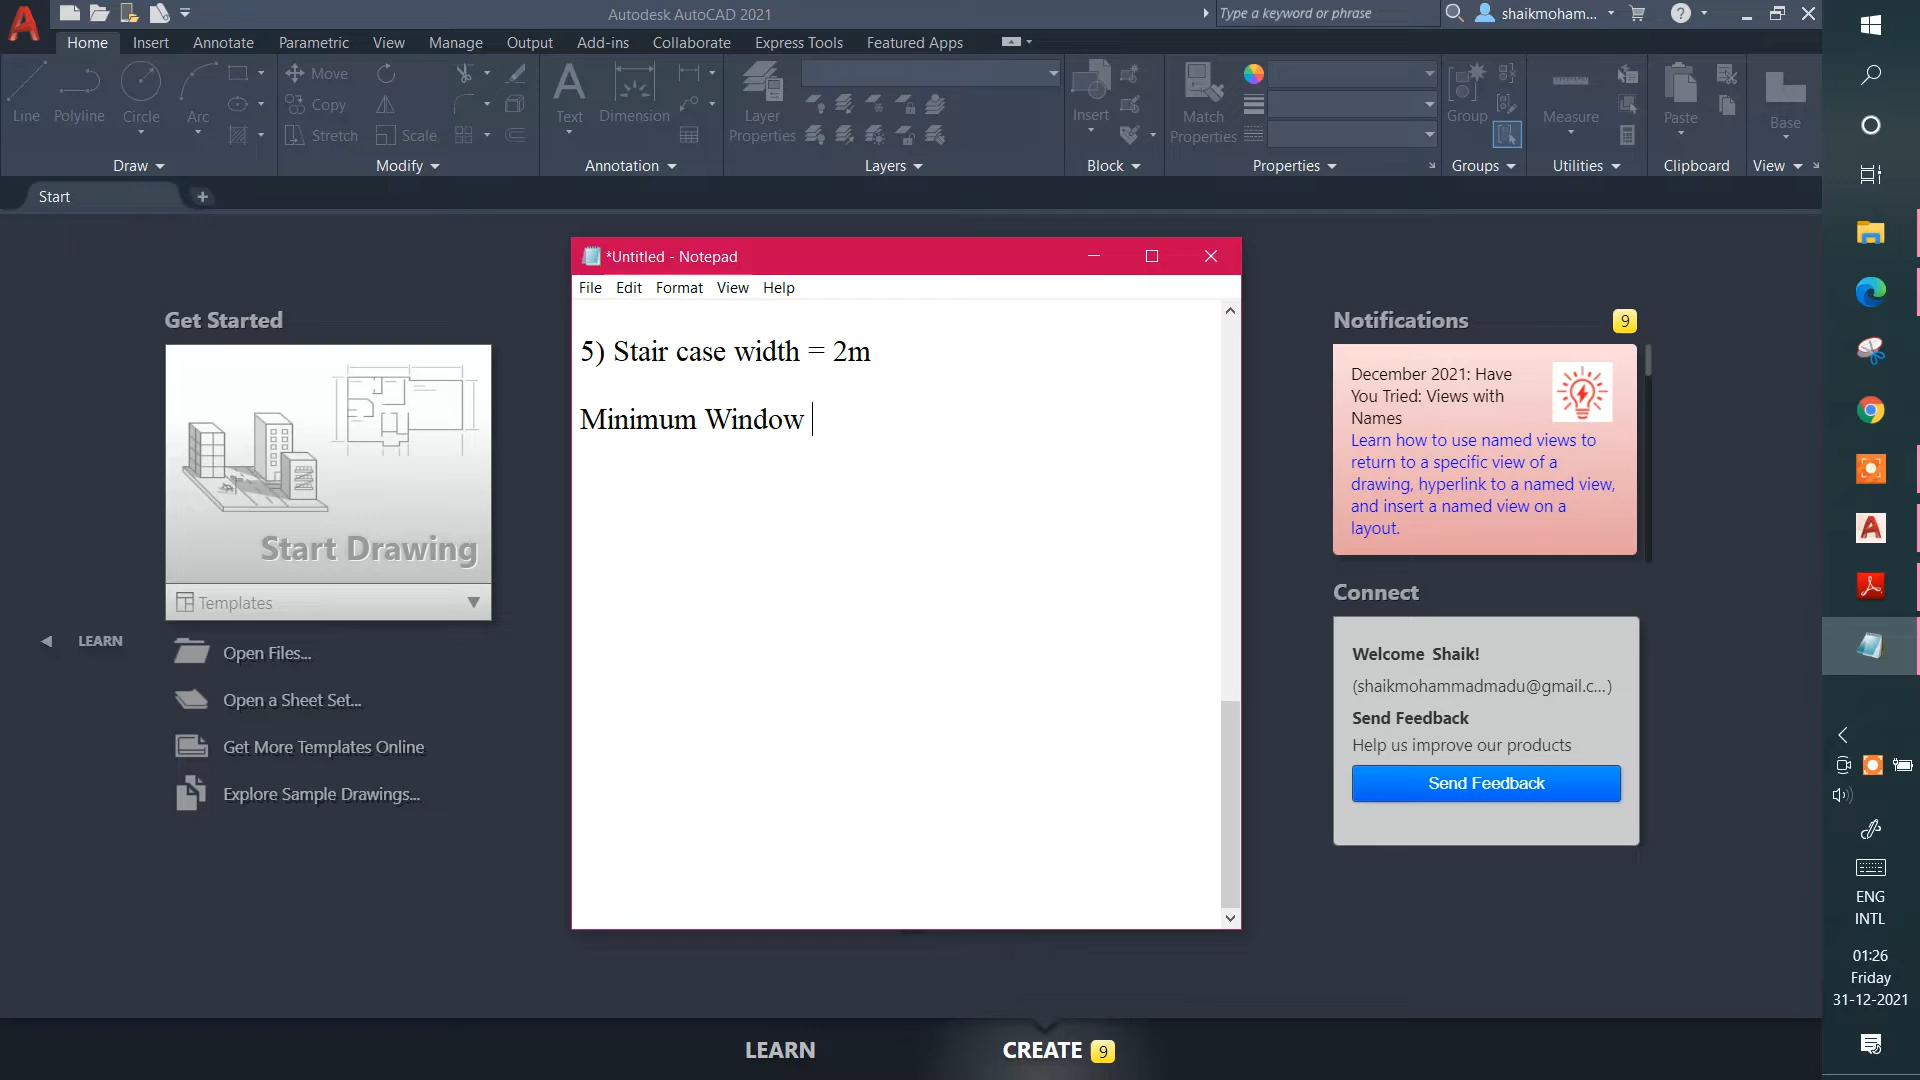 Autodesk AutoCAD 2021
Type a keyword or phrase
shaikmoham...
Home Insert Annotate Parametric View Manage Output Add-ins Collaborate Express Tools Featured Apps
Line Polyline Circle Arc
Draw
Move
Copy
Stretch Scale
Modify
Text Dimension
Annotation
Layer
Properties
Layers
Insert
Block
Match
Properties
Properties
Group
Groups
Measure
Utilities
Paste
Clipboard
Base
View
Start
*Untitled - Notepad
File Edit Format View Help
5) Stair case width = 2m
Minimum Window
Get Started
Start Drawing
Templates
LEARN
Open Files...
Open a Sheet Set...
Get More Templates Online
Explore Sample Drawings...
Notifications 9
December 2021: Have
You Tried: Views with
Names
Learn how to use named views to
return to a specific view of a
drawing, hyperlink to a named view,
and insert a named view on a
layout.
Connect
Welcome Shaik!
(shaikmohammadmadu@gmail.c...)
Send Feedback
Help us improve our products
Send Feedback
LEARN CREATE 9
ENG
INTL
01:26
Friday
31-12-2021